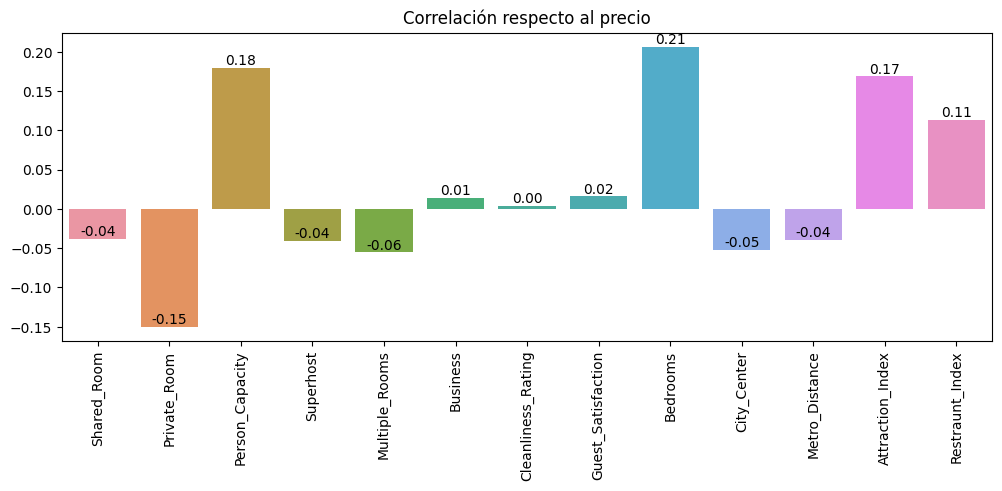 Correlación respecto al precio
0.20
0.15
0.10
0.05
0.00
−0.05
−0.10
−0.15
-0.04
-0.15
0.18
-0.04
-0.06
0.01
0.00
0.02
0.21
-0.05
-0.04
0.17
0.11
Shared_Room
Private_Room
Person_Capacity
Superhost
Multiple_Rooms
Business
Cleanliness_Rating
Guest_Satisfaction
Bedrooms
City_Center
Metro_Distance
Attraction_Index
Restraunt_Index